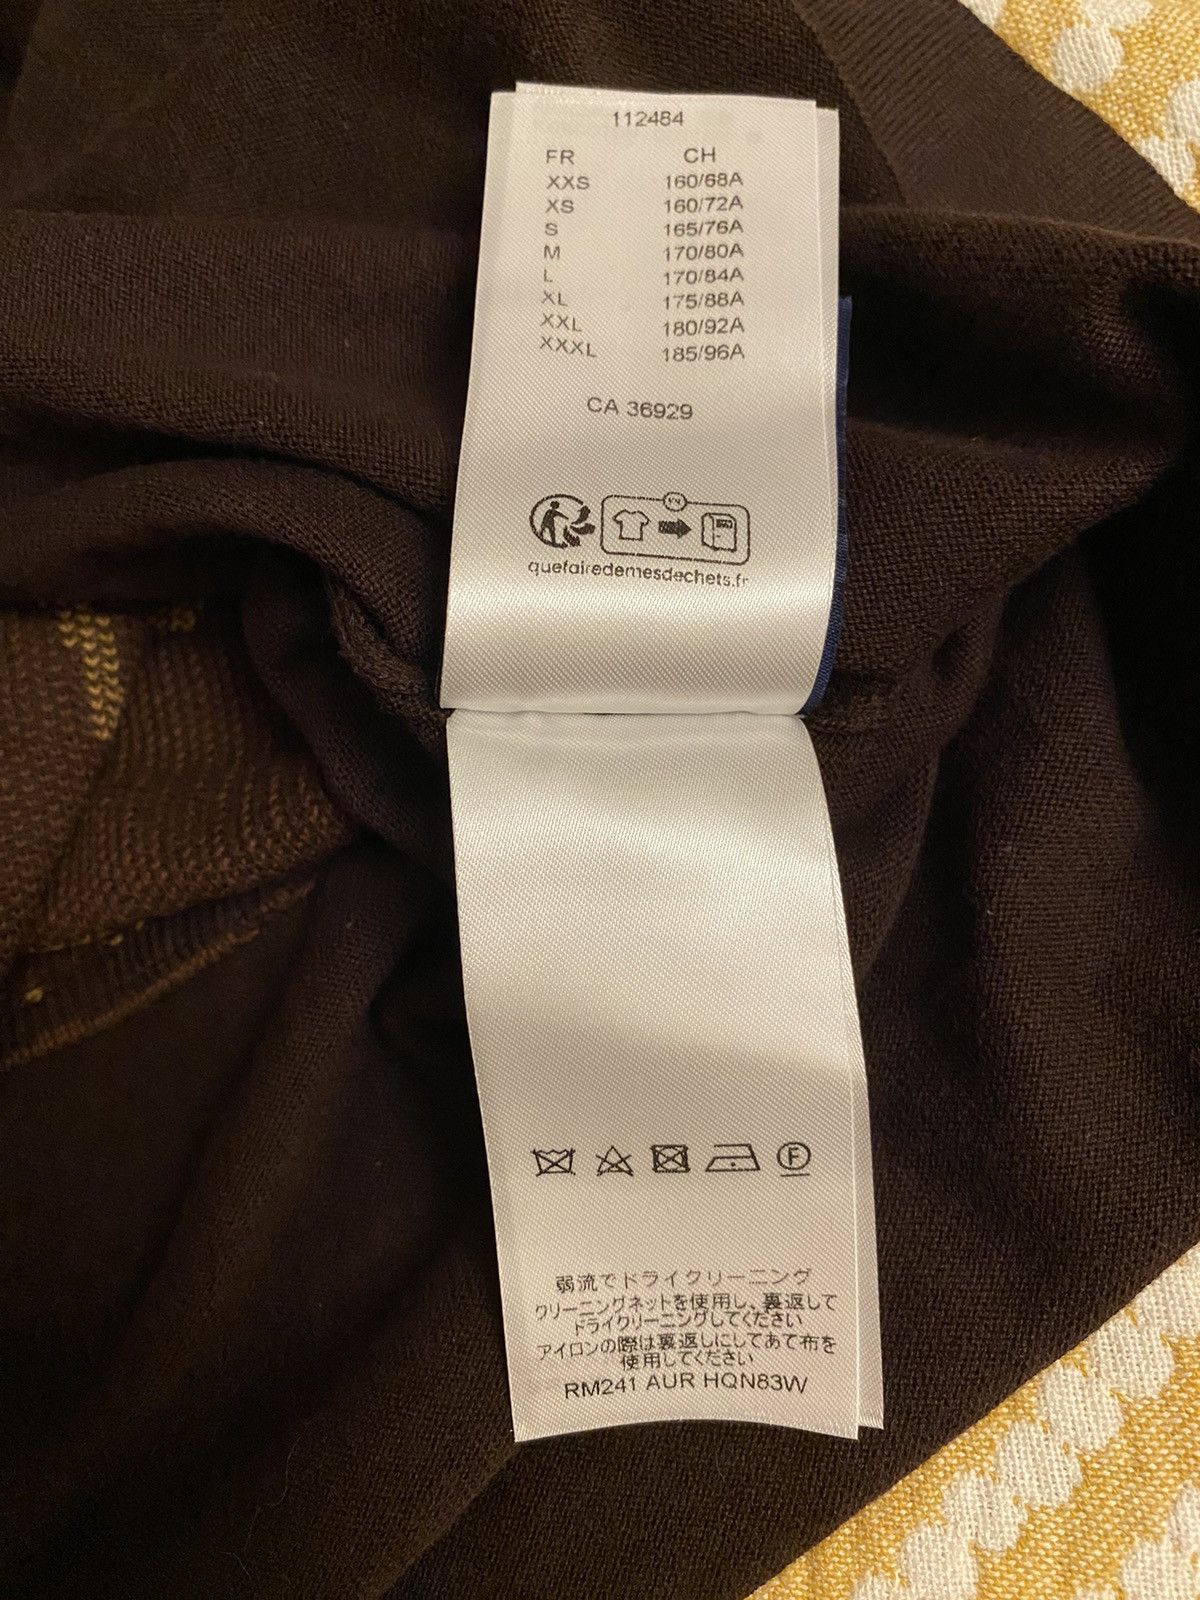 112484
FR CH
XXS 160/68A
XS 160/72A
S 165/76A
M 170/80A
L 170/84A
XL 175/88A
XXL 180/92A
XXXL 185/96A
CA 36929
FR
quefairedemesdechets.fr
F
弱流でドライクリーニング
クリーニングネットを使用し、裏返して
ドライクリーニングしてください
アイロンの際は裏返しにしてあて布を
使用してください
RM241 AUR HQN83W